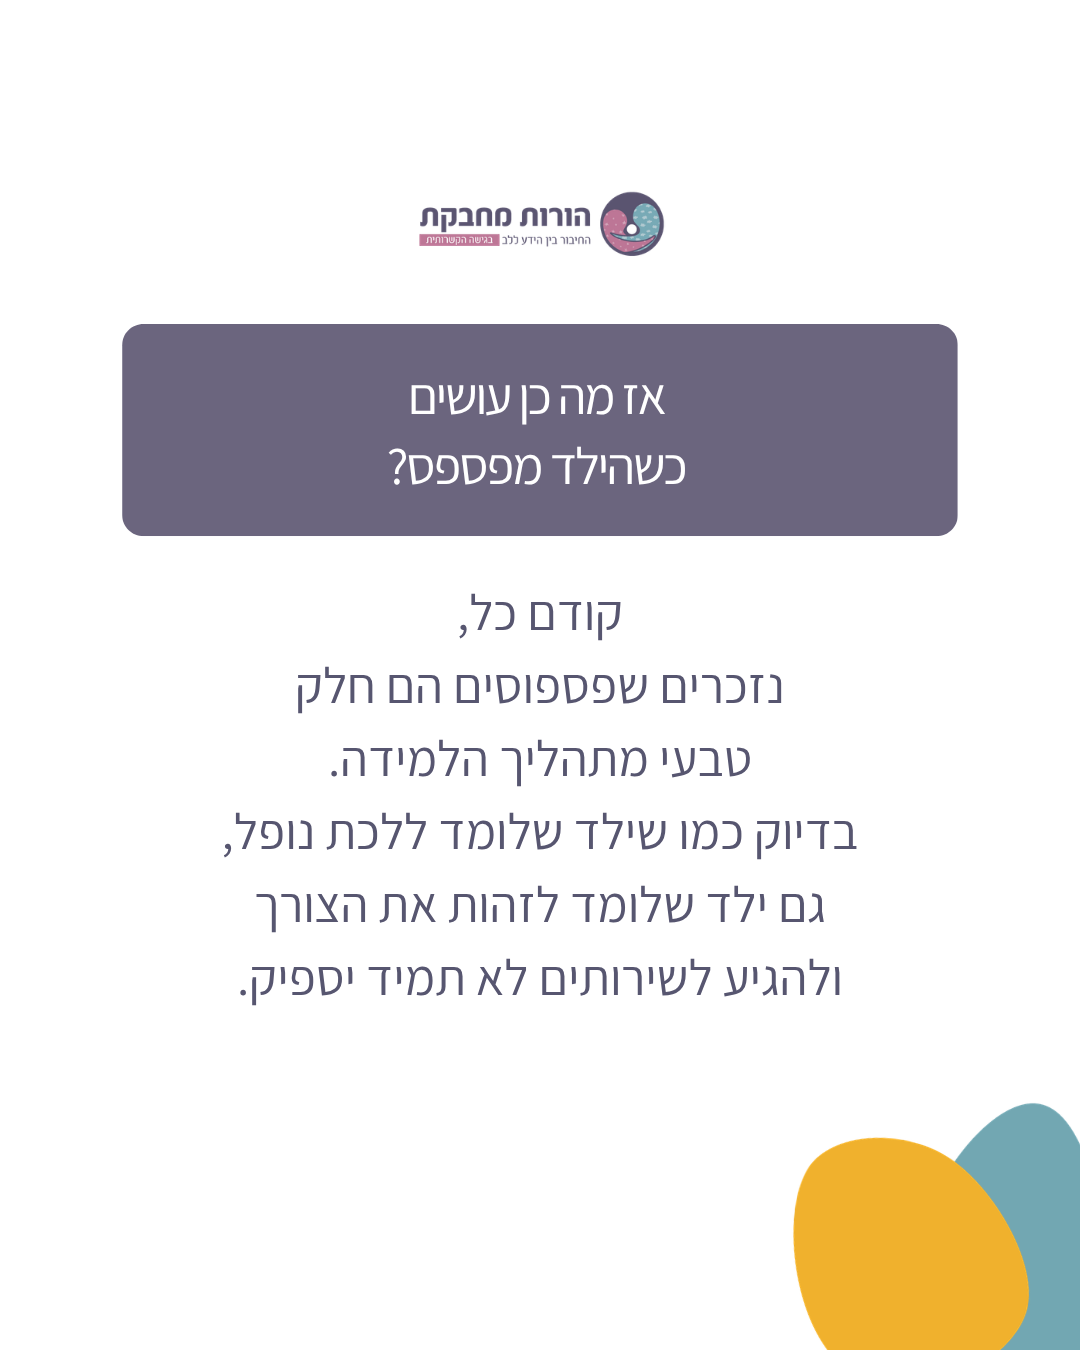 הורות מחבקת
החיבור בין הידע ללב בגישה הקשרותית
אז מה כן עושים
כשהילד מפספס?
קודם כל,
נזכרים שפספוסים הם חלק
טבעי מתהליך הלמידה.
בדיוק כמו שילד שלומד ללכת נופל,
גם ילד שלומד לזהות את הצורך
ולהגיע לשירותים לא תמיד יספיק.